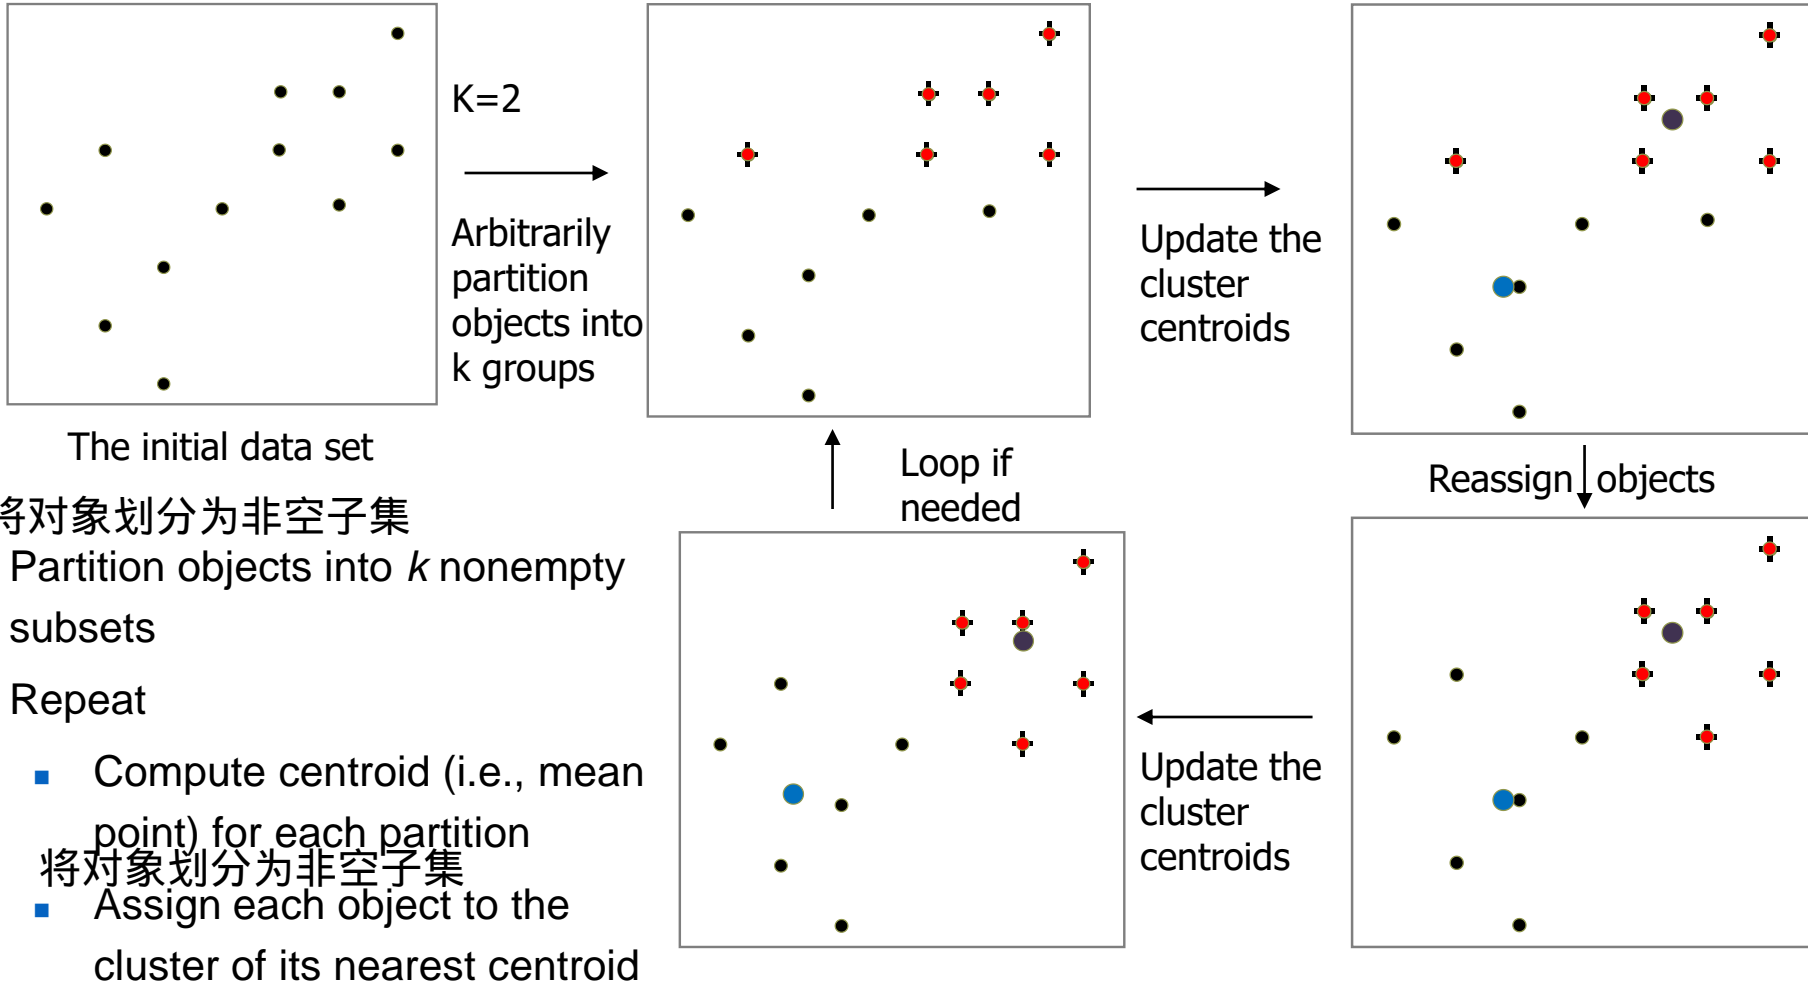 K=2
Arbitrarily
partition
objects into
k groups
Update the
cluster
centroids
The initial data set
Loop if
needed
Reassign objects
将对象划分为非空子集
Partition objects into k nonempty
subsets
Repeat
Compute centroid (i.e., mean
point) for each partition
将对象划分为非空子集
Assign each object to the
cluster of its nearest centroid
Update the
cluster
centroids